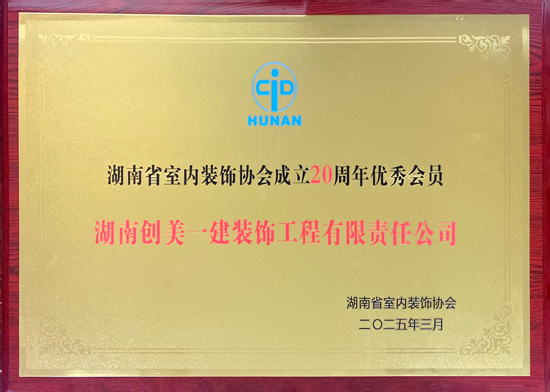 CID
HUNAN
湖南省室内装饰协会成立20周年优秀会员
湖南创美一建装饰工程有限责任公司
湖南省室内装饰协会
二〇二五年三月